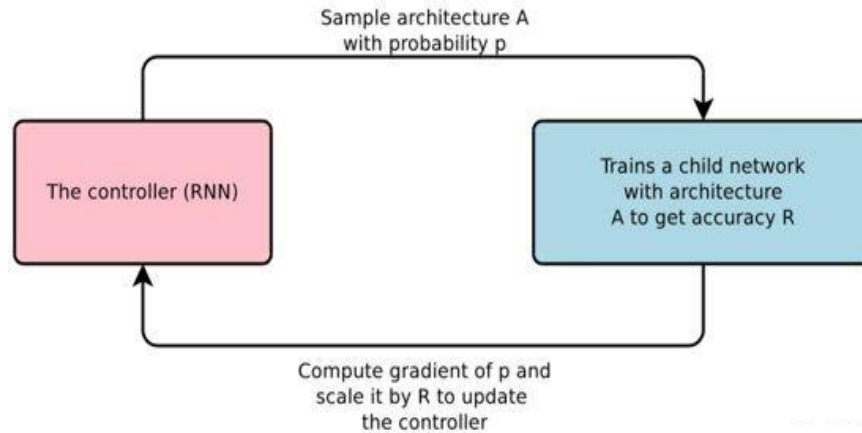 Sample architecture A
with probability p
The controller (RNN)
Trains a child network
with architecture
A to get accuracy R
Compute gradient of p and
scale it by R to update
the controller